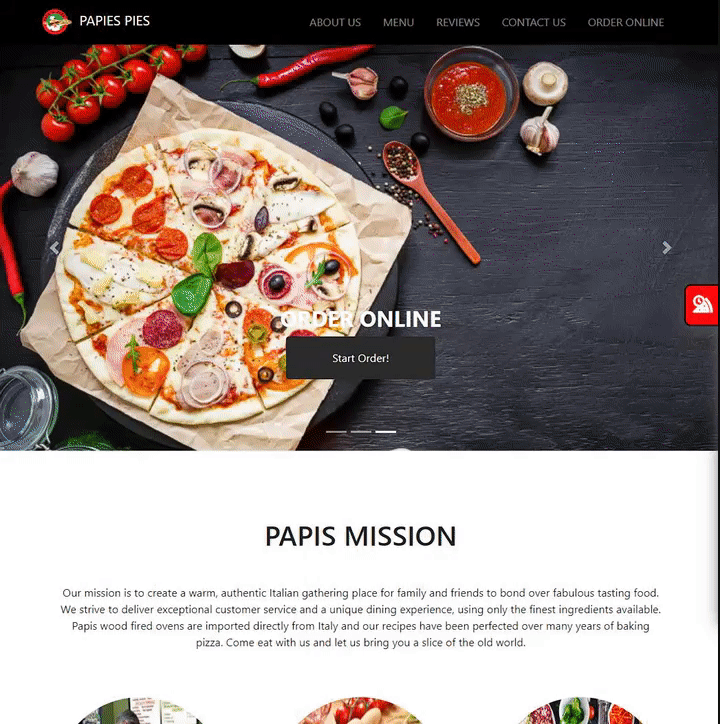 PAPIES PIES
ABOUT US
MENU
REVIEWS
CONTACT US
ORDER ONLINE
ORDER ONLINE
Start Order!
PAPIS MISSION
Our mission is to create a warm, authentic Italian gathering place for family and friends to bond over fabulous tasting food.
We strive to deliver exceptional customer service and a unique dining experience, using only the finest ingredients available.
Papis wood fired ovens are imported directly from Italy and our recipes have been perfected over many years of baking
pizza. Come eat with us and let us bring you a slice of the old world.